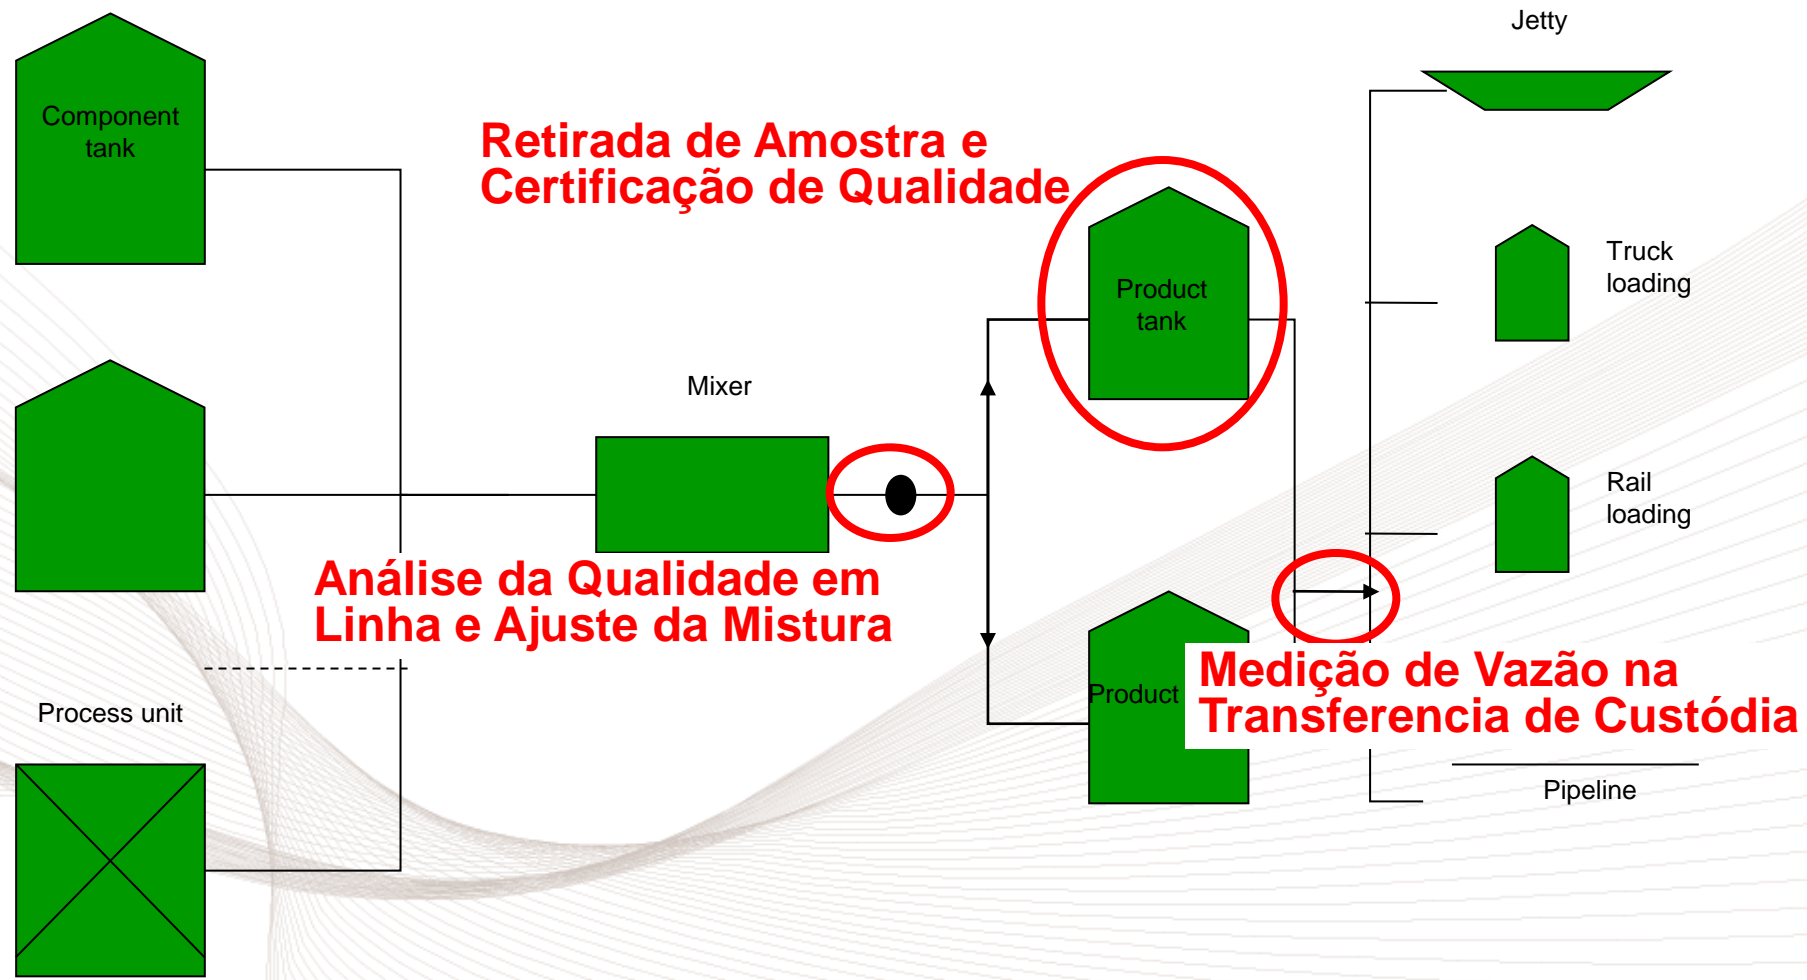 Jetty
Component
tank
Retirada de Amostra e
Certificação de Qualidade
Truck
loading
Product
tank
Mixer
Rail
loading
Análise da Qualidade em
Linha e Ajuste da Mistura
Medição de Vazão na
Transferencia de Custódia
Product
Process unit
Pipeline